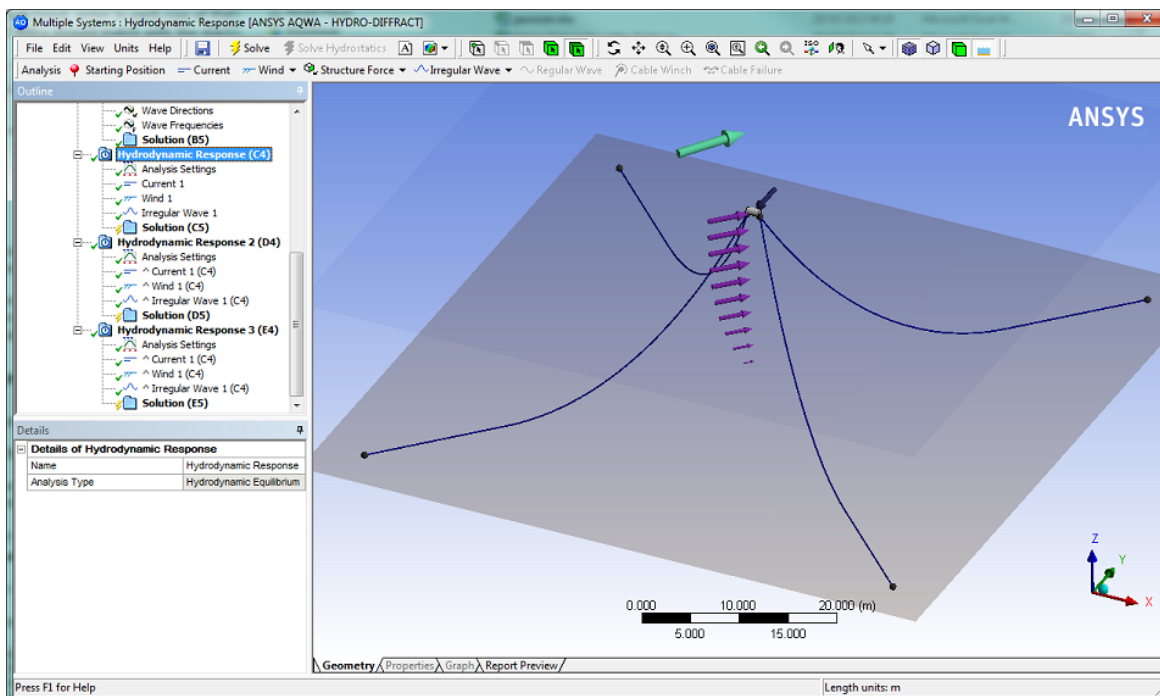 Multiple Systems : Hydrodynamic Response [ANSYS AQWA - HYDRO-DIFFRACT]
File Edit View Units Help Solve Solve Hydrostatics A ISO
Analysis Starting Position Current Wind Structure Force Irregular Wave Regular Wave Cable Winch Cable Failure
Outline
Wave Directions
Wave Frequencies
Solution (B5)
Hydrodynamic Response (C4)
Analysis Settings
Current 1
Wind 1
Irregular Wave 1
Solution (C5)
Hydrodynamic Response 2 (D4)
Analysis Settings
^ Current 1 (C4)
^ Wind 1 (C4)
^ Irregular Wave 1 (C4)
Solution (D5)
Hydrodynamic Response 3 (E4)
Analysis Settings
^ Current 1 (C4)
^ Wind 1 (C4)
^ Irregular Wave 1 (C4)
Solution (E5)
Details
Details of Hydrodynamic Response
Name Hydrodynamic Response
Analysis Type Hydrodynamic Equilibrium
ANSYS
Z
Y
X
0.000 10.000 20.000 (m)
5.000 15.000
Geometry Properties Graph Report Preview
Press F1 for Help Length units: m